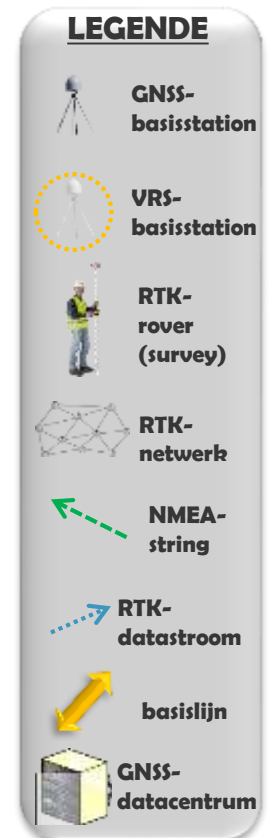 LEGENDE
GNSS-
basisstation
VRS-
basisstation
RTK-
rover
(survey)
RTK-
netwerk
NMEA-
string
RTK-
datastroom
basislijn
GNSS-
datacentrum